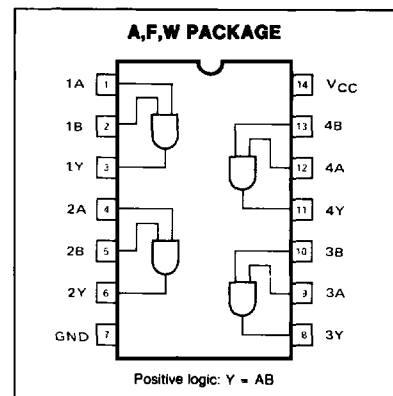 A,F,W PACKAGE
1A 1 14 VCC
1B 2 13 4B
1Y 3 12 4A
2A 4 11 4Y
2B 5 10 3B
2Y 6 9 3A
GND 7 8 3Y
Positive logic: Y = AB